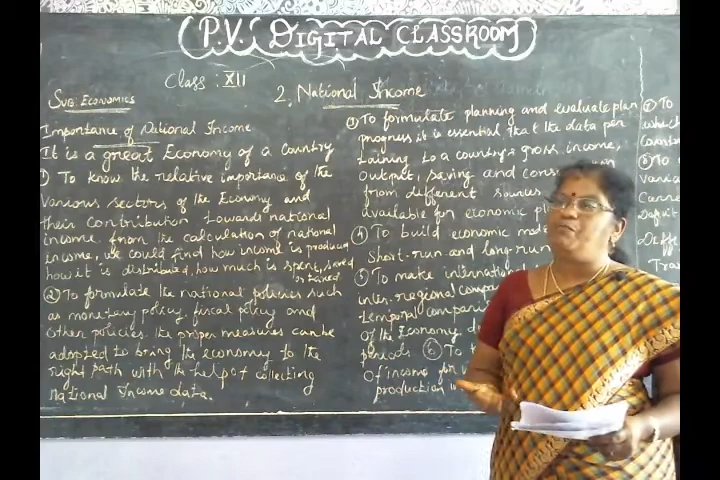 P.V. DIGITAL CLASSROOM
Class: XII
SUB: ECONOMICS
2. National Income
Importance of National Income
It is a great Economy of a country
① To know the relative importance of the
various sectors of the Economy and
their contribution towards national
income, from the calculation of national
income, we could find how income is produced
how it is distributed, how much is spent, saved
or taxed
② To formulate the national policies such
as monetary policy, fiscal policy and
other policies. the proper measures can be
adopted to bring the economy to the
right path with the help of collecting
national Income data.
③ To formulate planning and evaluate plan
progress it is essential that the data per
taining to a country's gross income,
output, saving and
from different sources
available for economic
④ To build economic
Short-run and long-run
⑤ To make
inter-regional
temporal
of the Economy
periods ⑥ To
of income for
production
To
which
⑧ To
Varia
Canne
Tra